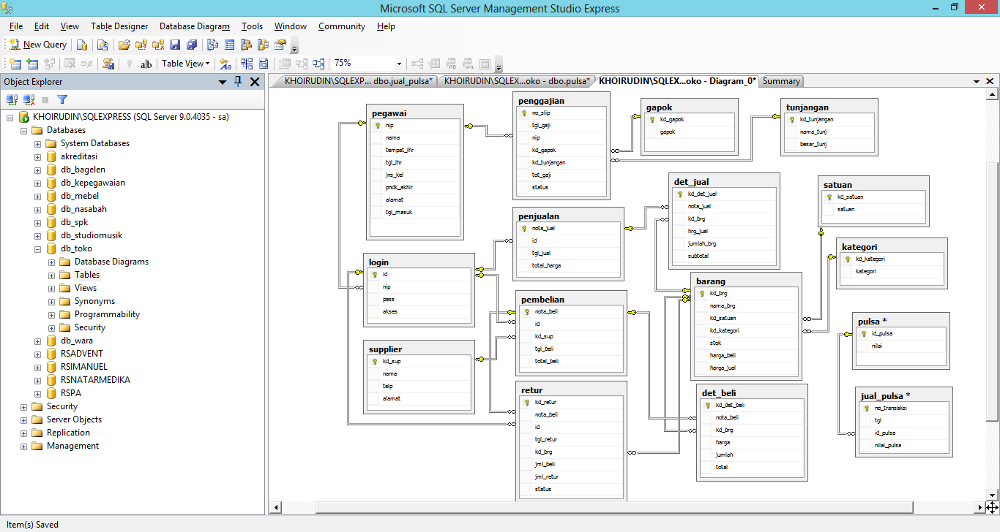 Microsoft SQL Server Management Studio Express
File Edit View Table Designer Database Diagram Tools Window Community Help
New Query
ab Table View 75%
Object Explorer
KHOIRUDIN\SQLEXP... dbo.jual_pulsa* KHOIRUDIN\SQLEX...oko - dbo.pulsa* KHOIRUDIN\SQLEX...oko - Diagram_0* Summary
KHOIRUDIN\SQLEXPRESS (SQL Server 9.0.4035 - sa)
Databases
System Databases
akreditasi
db_bagelen
db_kepegawaian
db_mebel
db_nasabah
db_spk
db_studiomusik
db_toko
Database Diagrams
Tables
Views
Synonyms
Programmability
Security
db_wara
RSADVENT
RSIMANUEL
RSNATARMEDIKA
RSPA
Security
Server Objects
Replication
Management
pegawai
nip
nama
tempat_lhr
tgl_lhr
jns_kel
pndk_akhir
alamat
tgl_masuk
penggajian
no_slip
tgl_gaji
nip
kd_gapok
kd_tunjangan
tot_gaji
status
gapok
kd_gapok
gapok
tunjangan
kd_tunjangan
nama_tunj
besar_tunj
penjualan
nota_jual
id
tgl_jual
total_harga
det_jual
kd_det_jual
nota_jual
kd_brg
hrg_jual
jumlah_brg
subtotal
satuan
kd_satuan
satuan
kategori
kd_kategori
kategori
login
id
nip
pass
akses
pembelian
nota_beli
id
kd_sup
tgl_beli
total_beli
barang
kd_brg
nama_brg
kd_satuan
kd_kategori
stok
harga_beli
harga_jual
pulsa *
id_pulsa
nilai
supplier
kd_sup
nama
telp
alamat
retur
kd_retur
nota_beli
id
tgl_retur
kd_brg
jml_beli
jml_retur
status
det_beli
kd_det_beli
nota_beli
kd_brg
harga
jumlah
total
jual_pulsa *
no_transaksi
tgl
id_pulsa
nilai_pulsa
Item(s) Saved